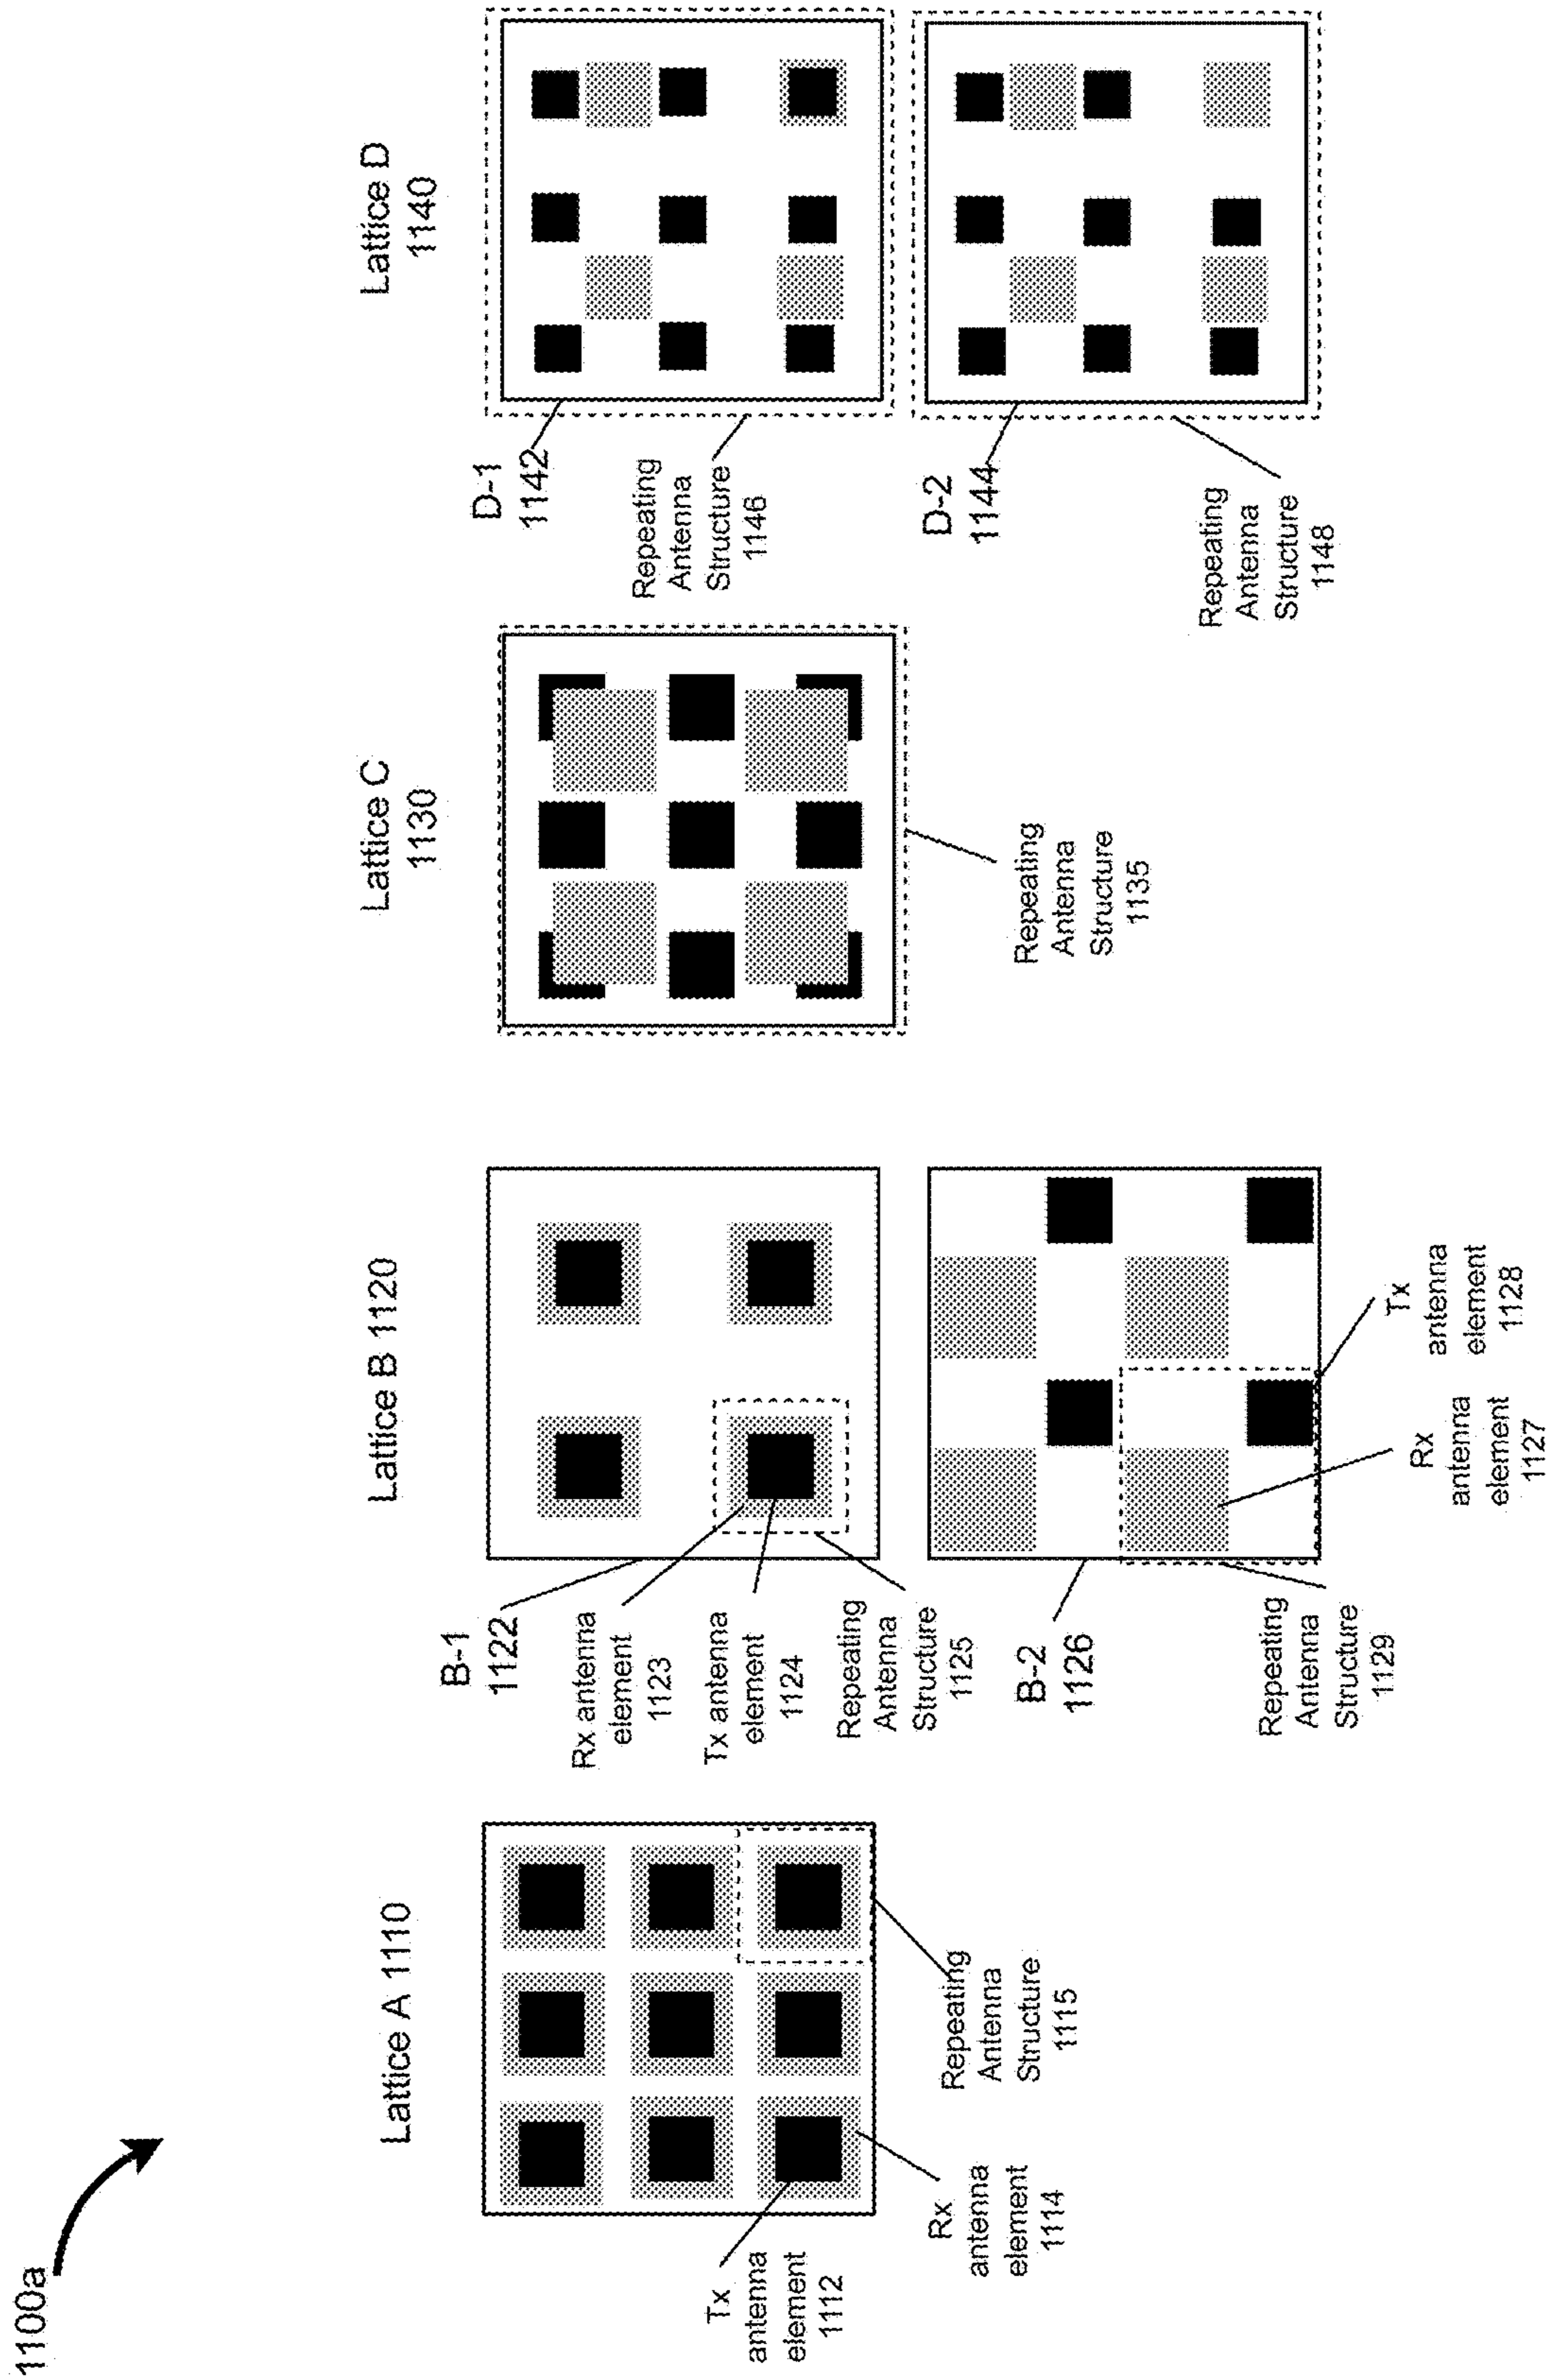 1100a
Lattice A 1110
Tx
antenna
element
1112
Rx
antenna
element
1114
Repeating
Antenna
Structure
1115
Lattice B 1120
B-1
1122
Rx antenna
element
1123
Tx antenna
element
1124
Repeating
Antenna
Structure
1125
B-2
1126
Repeating
Antenna
Structure
1129
Rx
antenna
element
1127
Tx
antenna
element
1128
Lattice C
1130
Repeating
Antenna
Structure
1135
Lattice D
1140
D-1
1142
Repeating
Antenna
Structure
1146
D-2
1144
Repeating
Antenna
Structure
1148